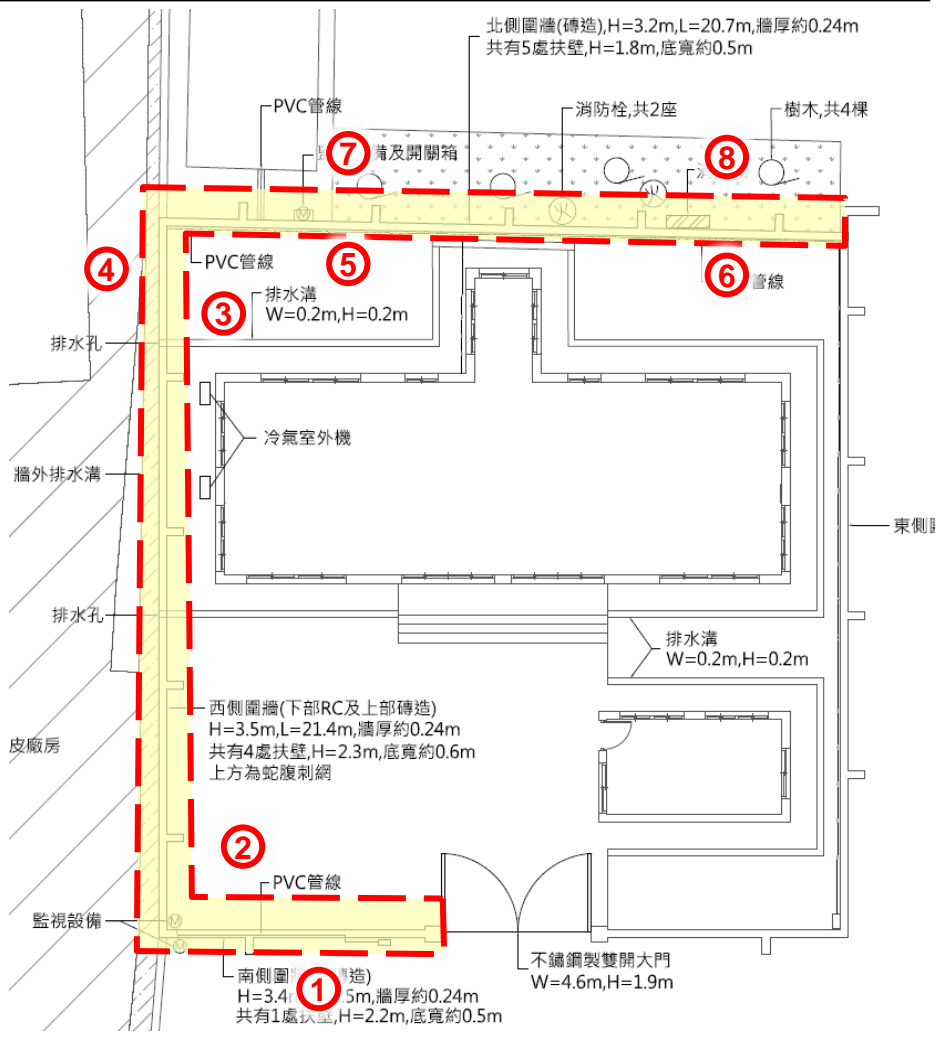 北側圍牆(磚造),H=3.2m,L=20.7m,牆厚約0.24m
共有5處扶壁,H=1.8m,底寬約0.5m
PVC管線
消防栓,共2座
樹木,共4棵
⑦
備及開關箱
⑧
火
火
M
④
PVC管線
⑤
⑥
管線
③
排水溝
W=0.2m,H=0.2m
排水孔
冷氣室外機
牆外排水溝
東側
排水孔
排水溝
W=0.2m,H=0.2m
西側圍牆(下部RC及上部磚造)
H=3.5m,L=21.4m,牆厚約0.24m
共有4處扶壁,H=2.3m,底寬約0.6m
上方為蛇腹刺網
皮廠房
②
PVC管線
監視設備
M
M
不鏽鋼製雙開大門
W=4.6m,H=1.9m
南側圍 造)
①
H=3.4 5m,牆厚約0.24m
共有1處扶壁,H=2.2m,底寬約0.5m